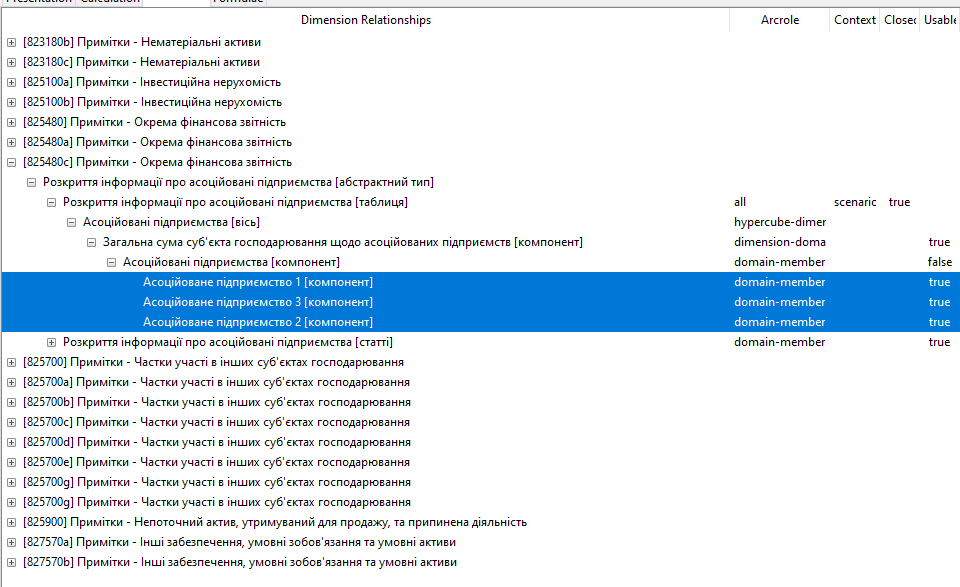 Presentation Calculation Formulae
Dimension Relationships Arcrole Context Closec Usable
[823180b] Примітки - Нематеріальні активи
[823180c] Примітки - Нематеріальні активи
[825100a] Примітки - Інвестиційна нерухомість
[825100b] Примітки - Інвестиційна нерухомість
[825480] Примітки - Окрема фінансова звітність
[825480a] Примітки - Окрема фінансова звітність
[825480c] Примітки - Окрема фінансова звітність
Розкриття інформації про асоційовані підприємства [абстрактний тип]
Розкриття інформації про асоційовані підприємства [таблиця] all scenaric true
Асоційовані підприємства [вісь] hypercube-dimer
Загальна сума суб'єкта господарювання щодо асоційованих підприємств [компонент] dimension-doma true
Асоційовані підприємства [компонент] domain-member false
Асоційоване підприємство 1 [компонент] domain-member true
Асоційоване підприємство 3 [компонент] domain-member true
Асоційоване підприємство 2 [компонент] domain-member true
Розкриття інформації про асоційовані підприємства [статті] domain-member true
[825700] Примітки - Частки участі в інших суб'єктах господарювання
[825700a] Примітки - Частки участі в інших суб'єктах господарювання
[825700b] Примітки - Частки участі в інших суб'єктах господарювання
[825700c] Примітки - Частки участі в інших суб'єктах господарювання
[825700d] Примітки - Частки участі в інших суб'єктах господарювання
[825700e] Примітки - Частки участі в інших суб'єктах господарювання
[825700g] Примітки - Частки участі в інших суб'єктах господарювання
[825700g] Примітки - Частки участі в інших суб'єктах господарювання
[825900] Примітки - Непоточний актив, утримуваний для продажу, та припинена діяльність
[827570a] Примітки - Інші забезпечення, умовні зобов'язання та умовні активи
[827570b] Примітки - Інші забезпечення, умовні зобов'язання та умовні активи